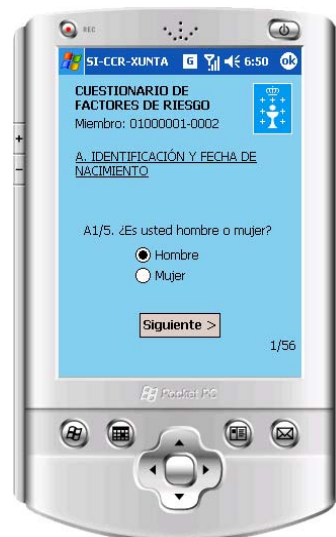 REC
SI-CCR-XUNTA G 6:50 ok
CUESTIONARIO DE
FACTORES DE RIESGO
Miembro: 01000001-0002
A. IDENTIFICACIÓN Y FECHA DE
NACIMIENTO
A1/5. ¿Es usted hombre o mujer?
Hombre
Mujer
Siguiente >
1/56
Pocket PC